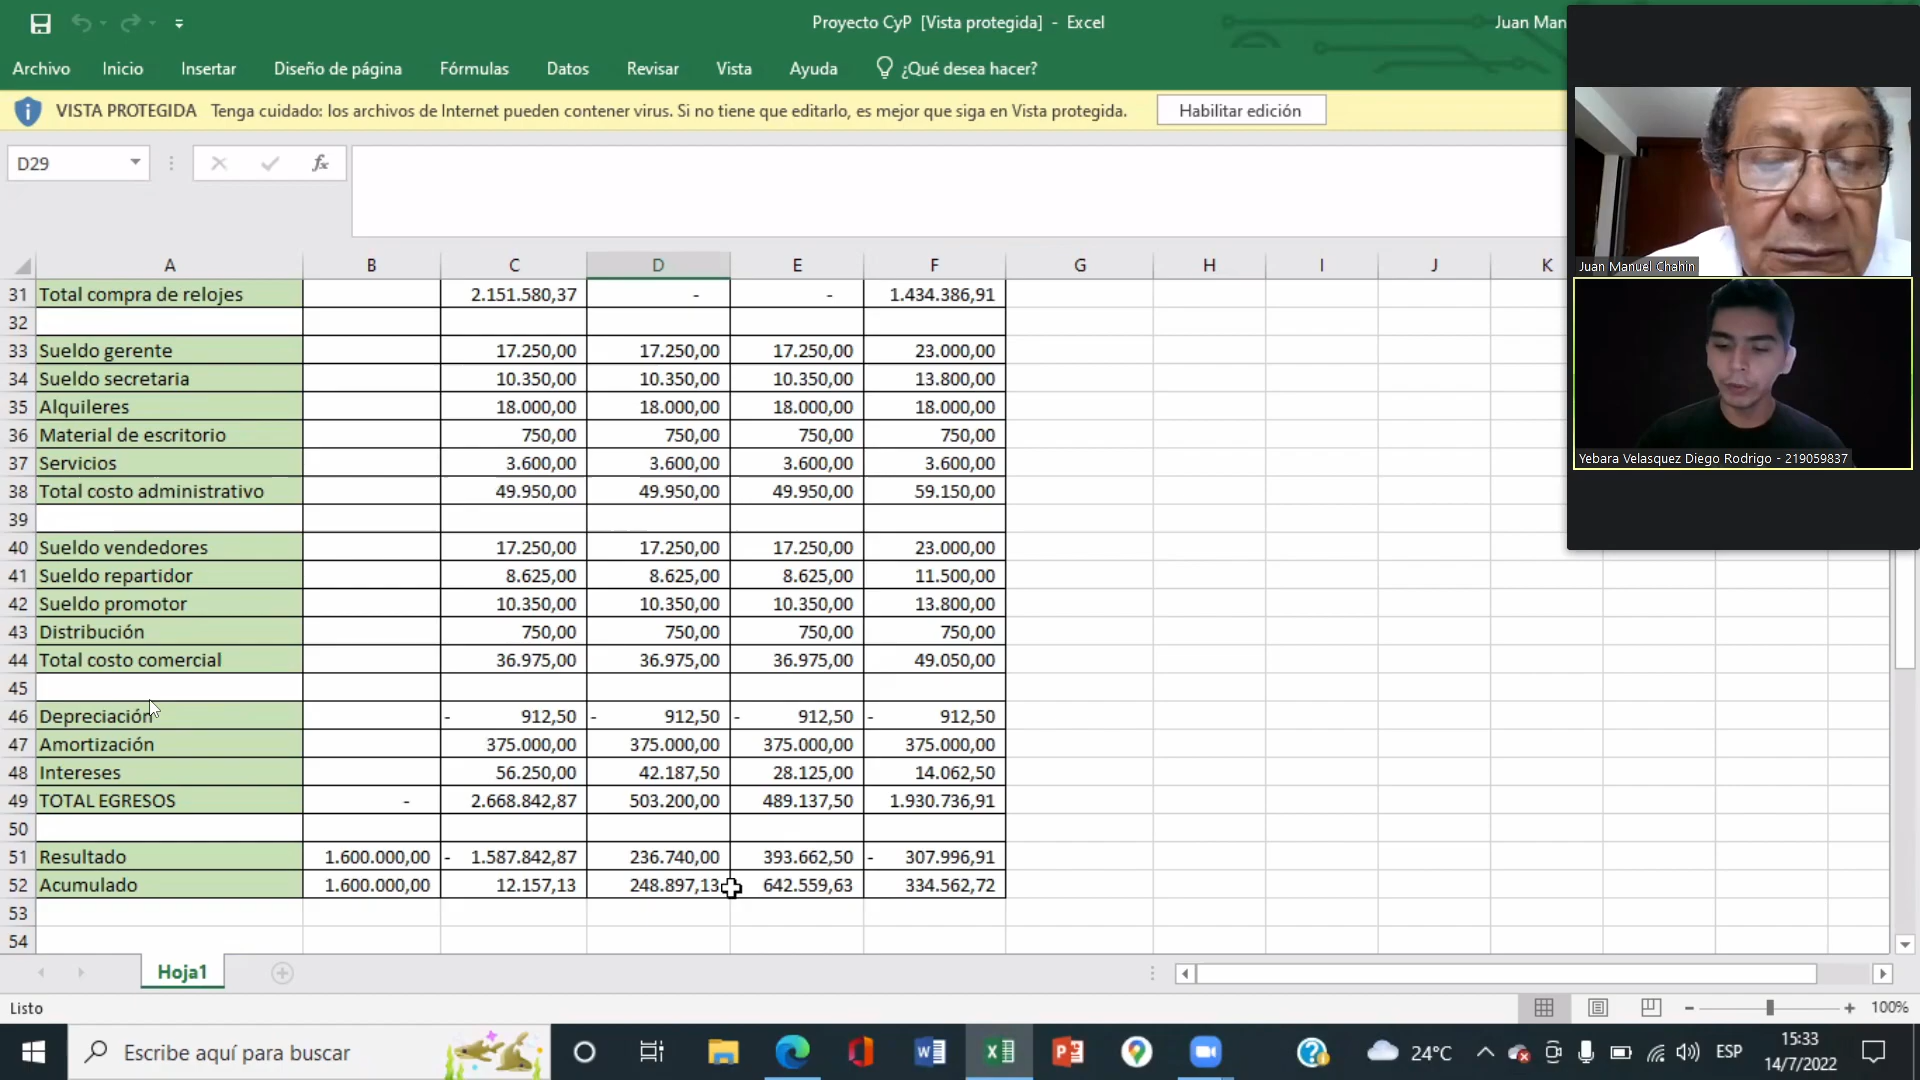 Proyecto CyP [Vista protegida] - Excel
Juan Man
Archivo Inicio Insertar Diseño de página Fórmulas Datos Revisar Vista Ayuda ¿Qué desea hacer?
VISTA PROTEGIDA Tenga cuidado: los archivos de Internet pueden contener virus. Si no tiene que editarlo, es mejor que siga en Vista protegida. Habilitar edición
D29 fx
A B C D E F G H I J K
31 Total compra de relojes 2.151.580,37 - - 1.434.386,91
32
33 Sueldo gerente 17.250,00 17.250,00 17.250,00 23.000,00
34 Sueldo secretaria 10.350,00 10.350,00 10.350,00 13.800,00
35 Alquileres 18.000,00 18.000,00 18.000,00 18.000,00
36 Material de escritorio 750,00 750,00 750,00 750,00
37 Servicios 3.600,00 3.600,00 3.600,00 3.600,00
38 Total costo administrativo 49.950,00 49.950,00 49.950,00 59.150,00
39
40 Sueldo vendedores 17.250,00 17.250,00 17.250,00 23.000,00
41 Sueldo repartidor 8.625,00 8.625,00 8.625,00 11.500,00
42 Sueldo promotor 10.350,00 10.350,00 10.350,00 13.800,00
43 Distribución 750,00 750,00 750,00 750,00
44 Total costo comercial 36.975,00 36.975,00 36.975,00 49.050,00
45
46 Depreciación - 912,50 - 912,50 - 912,50 - 912,50
47 Amortización 375.000,00 375.000,00 375.000,00 375.000,00
48 Intereses 56.250,00 42.187,50 28.125,00 14.062,50
49 TOTAL EGRESOS - 2.668.842,87 503.200,00 489.137,50 1.930.736,91
50
51 Resultado 1.600.000,00 - 1.587.842,87 236.740,00 393.662,50 - 307.996,91
52 Acumulado 1.600.000,00 12.157,13 248.897,13 642.559,63 334.562,72
53
54
Juan Manuel Chahin
Yebara Velasquez Diego Rodrigo - 219059837
Hoja1
Listo
100%
Escribe aquí para buscar
24°C
ESP
15:33
14/7/2022